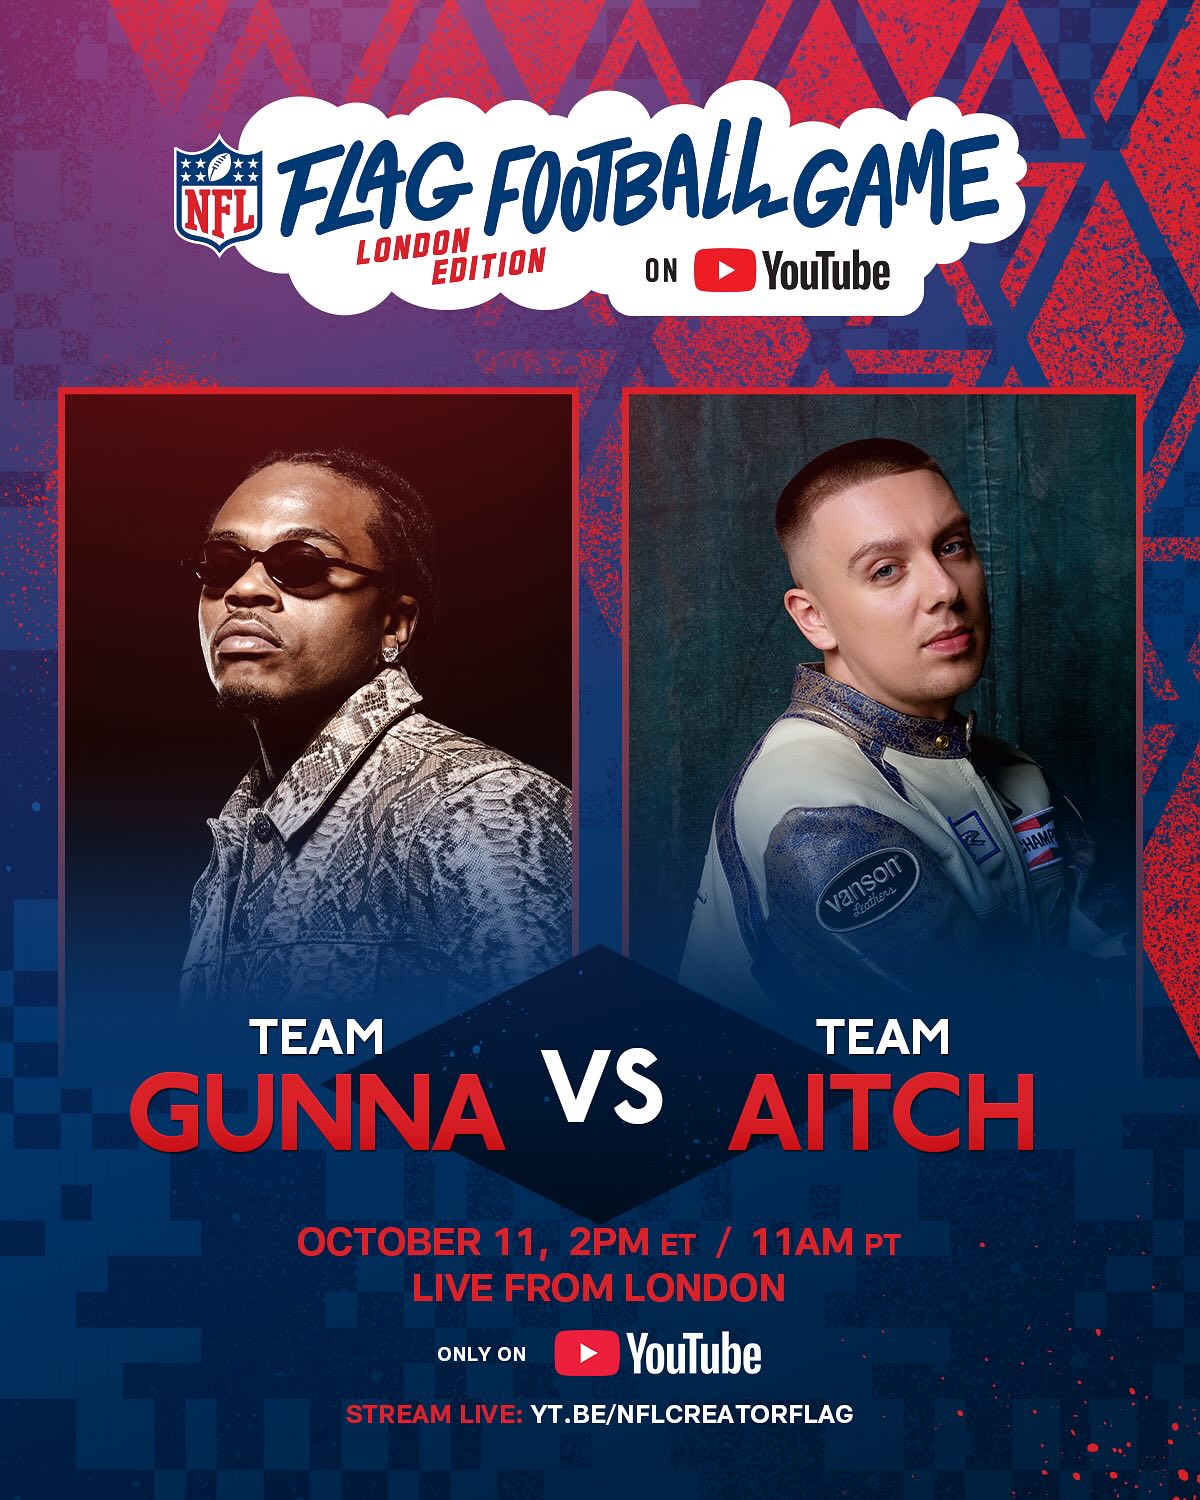 NFL
FLAG FOOTBALL GAME
LONDON
EDITION
ON YouTube
vanson
Leathers
CHAMP
TEAM
GUNNA
VS
TEAM
AITCH
OCTOBER 11, 2PM ET / 11AM PT
LIVE FROM LONDON
ONLY ON YouTube
STREAM LIVE: YT.BE/NFLCREATORFLAG